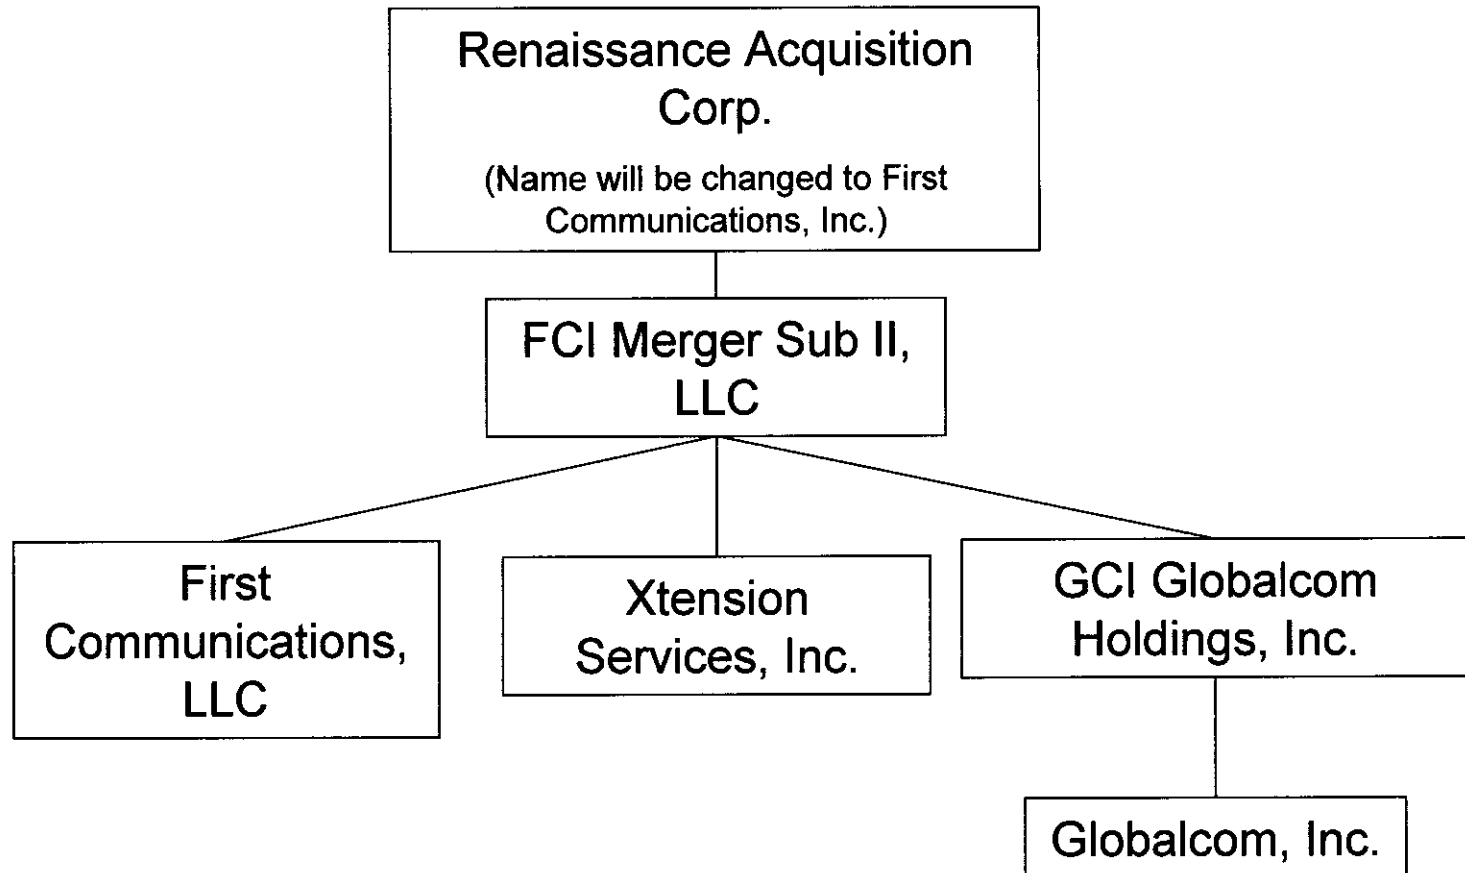 Renaissance Acquisition
Corp.
(Name will be changed to First
Communications, Inc.)
FCI Merger Sub II,
LLC
First
Communications,
LLC
Xtension
Services, Inc.
GCI Globalcom
Holdings, Inc.
Globalcom, Inc.